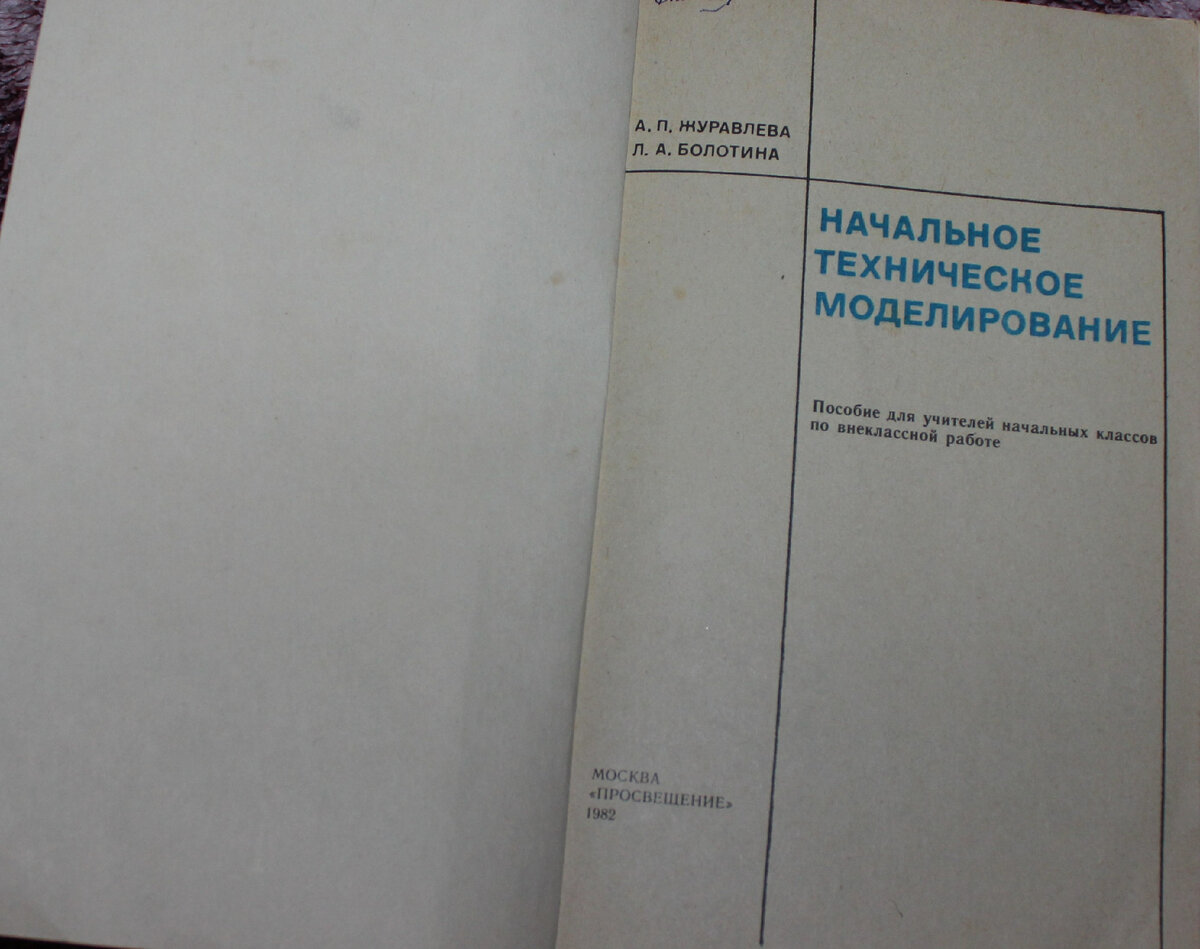 А. П. ЖУРАВЛЕВА
Л. А. БОЛОТИНА
НАЧАЛЬНОЕ
ТЕХНИЧЕСКОЕ
МОДЕЛИРОВАНИЕ
Пособие для учителей начальных классов
по внеклассной работе
МОСКВА
«ПРОСВЕЩЕНИЕ»
1982